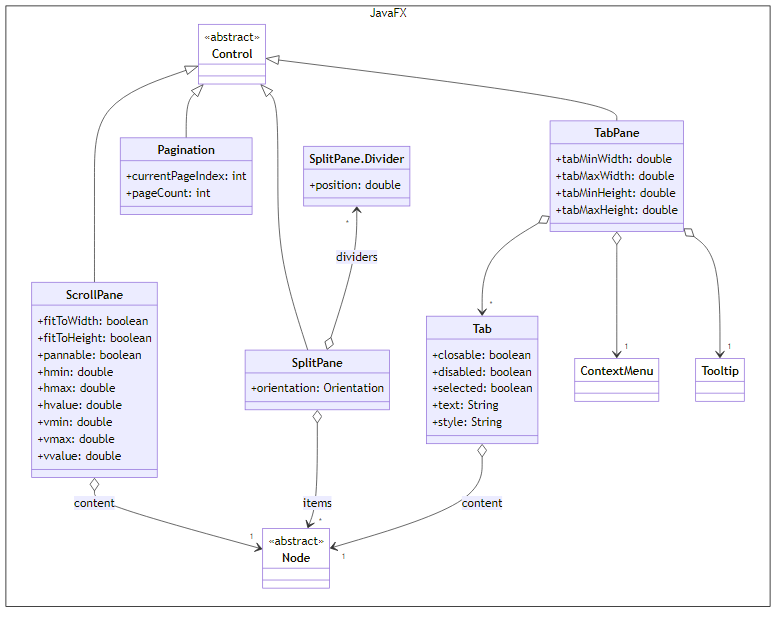 JavaFX
«abstract»
Control
Pagination
+currentPageIndex: int
+pageCount: int
SplitPane.Divider
+position: double
TabPane
+tabMinWidth: double
+tabMaxWidth: double
+tabMinHeight: double
+tabMaxHeight: double
*
dividers
ScrollPane
+fitToWidth: boolean
+fitToHeight: boolean
+pannable: boolean
+hmin: double
+hmax: double
+hvalue: double
+vmin: double
+vmax: double
+vvalue: double
SplitPane
+orientation: Orientation
*
Tab
+closable: boolean
+disabled: boolean
+selected: boolean
+text: String
+style: String
1
ContextMenu
1
Tooltip
content
items
content
1
*
1
«abstract»
Node